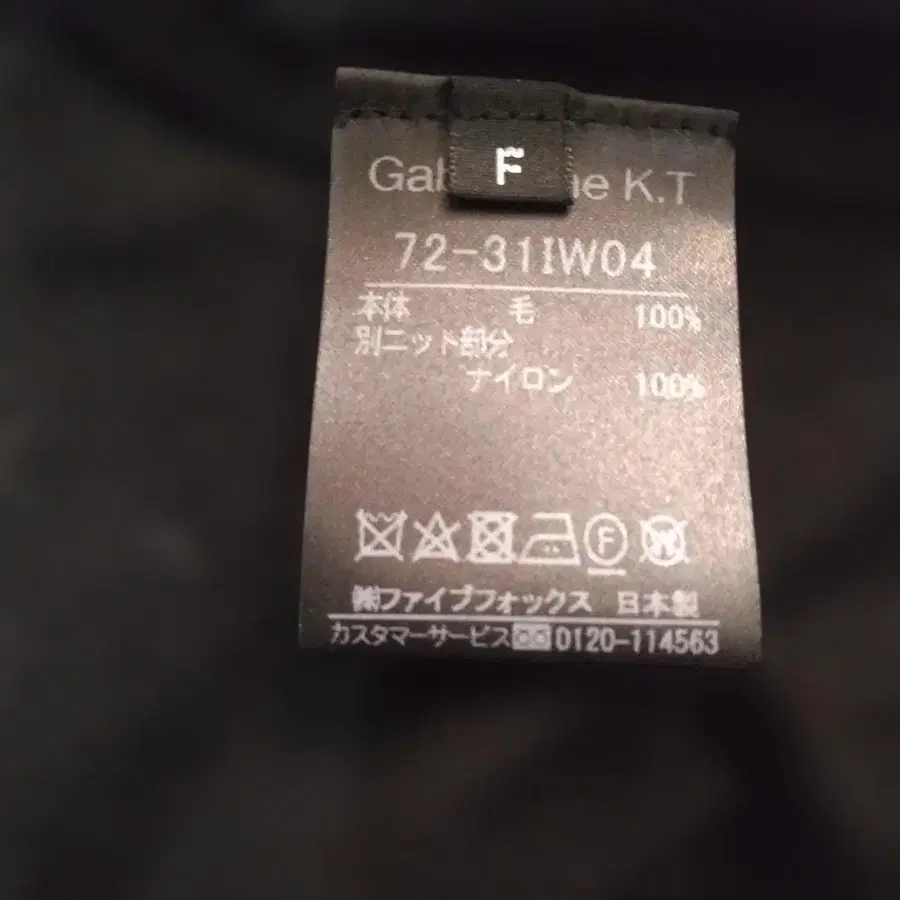 F
K.T
72-31IW04
本体 毛 100%
別ニット部分
ナイロン 100%
F W
㈱ファイブフォックス 日本製
カスタマーサービス 0120-114563